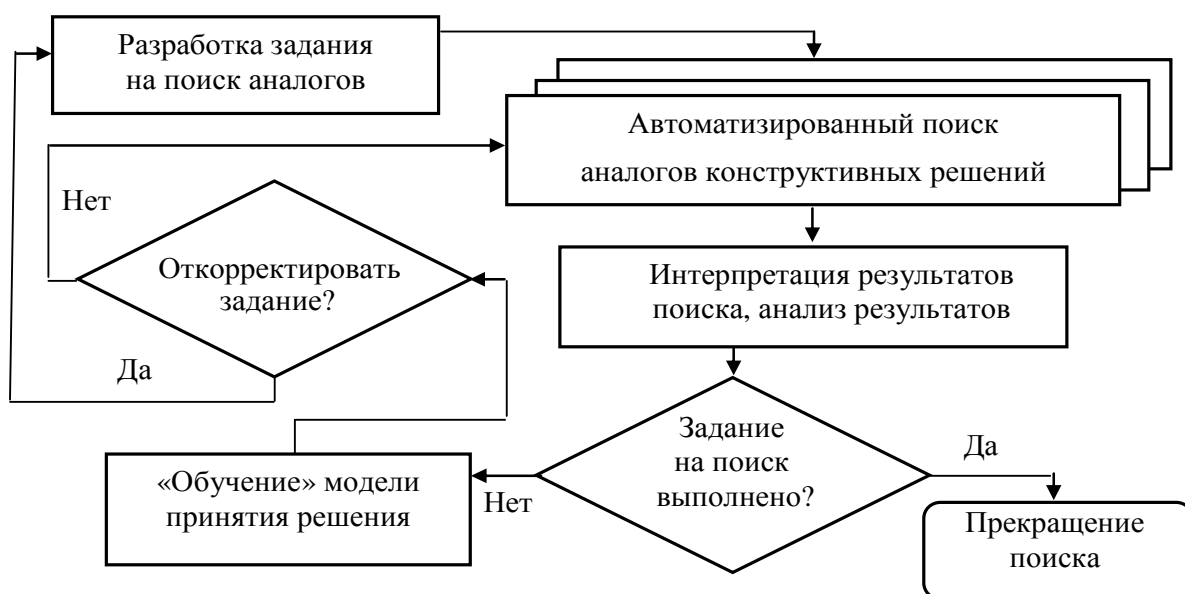 Разработка задания
на поиск аналогов
Автоматизированный поиск
аналогов конструктивных решений
Нет
Откорректировать
задание?
Интерпретация результатов
поиска, анализ результатов
Да
Задание
на поиск
выполнено?
Да
«Обучение» модели
принятия решения
Нет
Прекращение
поиска